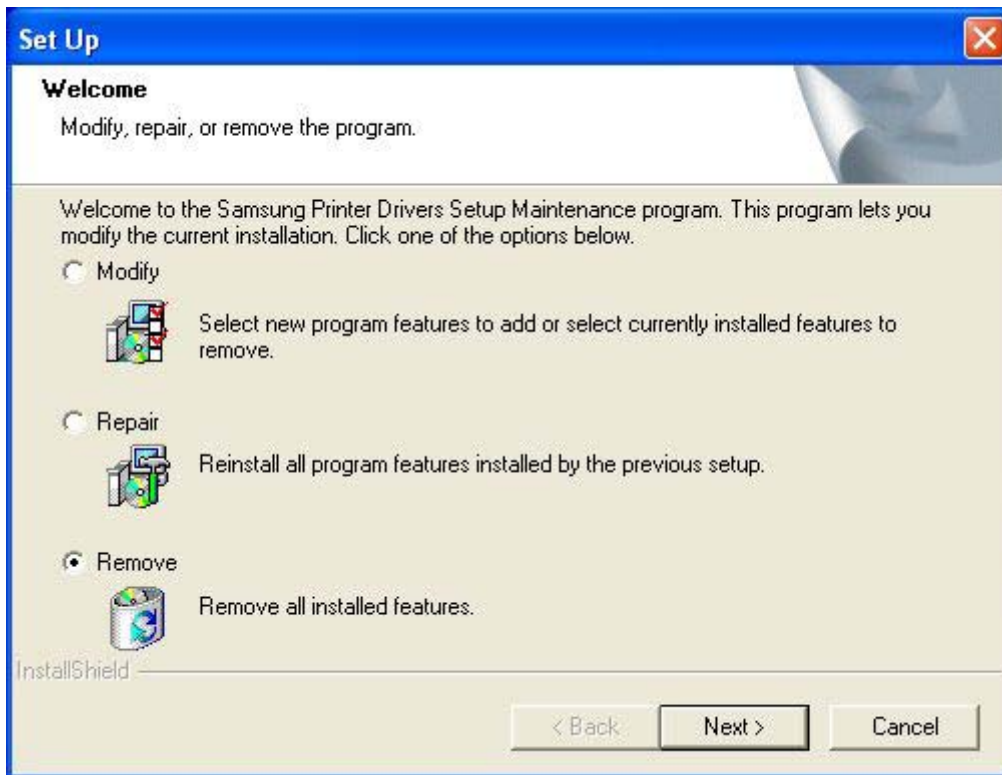 Set Up
Welcome
Modify, repair, or remove the program.
Welcome to the Samsung Printer Drivers Setup Maintenance program. This program lets you
modify the current installation. Click one of the options below.
Modify
Select new program features to add or select currently installed features to
remove.
Repair
Reinstall all program features installed by the previous setup.
Remove
Remove all installed features.
InstallShield
< Back Next > Cancel